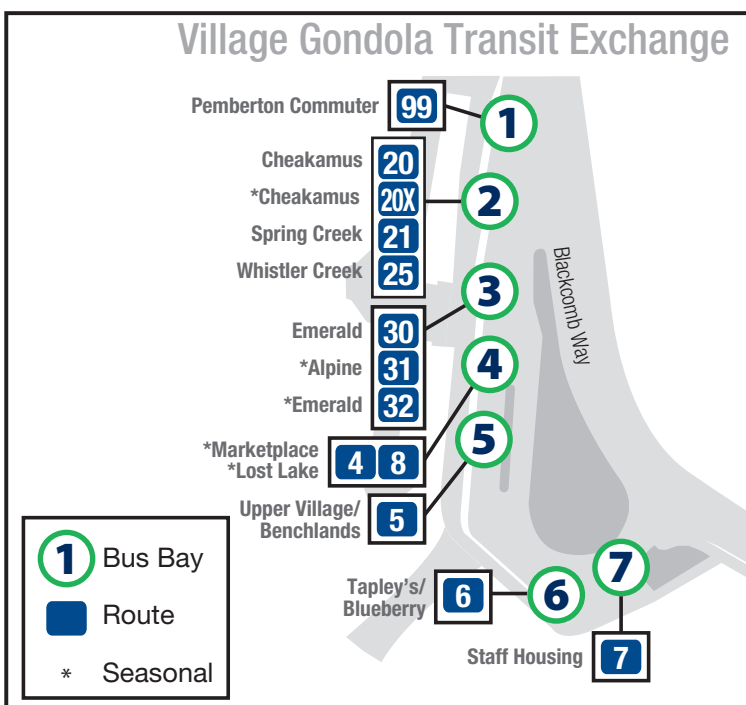 Village Gondola Transit Exchange
Pemberton Commuter 99 1
Cheakamus 20
*Cheakamus 20X 2
Spring Creek 21
Whistler Creek 25
3
Emerald 30
*Alpine 31
*Emerald 32
4
*Marketplace
*Lost Lake
4 8
5
Upper Village/
Benchlands
5
Blackcomb Way
Tapley's/
Blueberry
6 6
7
Staff Housing 7
1 Bus Bay
Route
* Seasonal